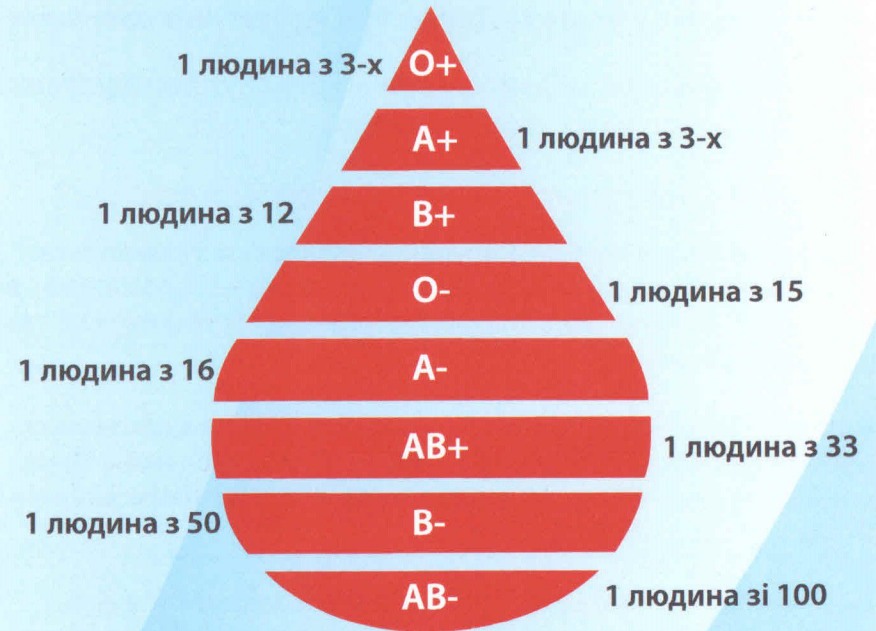 1 людина з 3-х O+
A+ 1 людина з 3-х
1 людина з 12 B+
O- 1 людина з 15
1 людина з 16 A-
AB+ 1 людина з 33
1 людина з 50 B-
AB- 1 людина зі 100